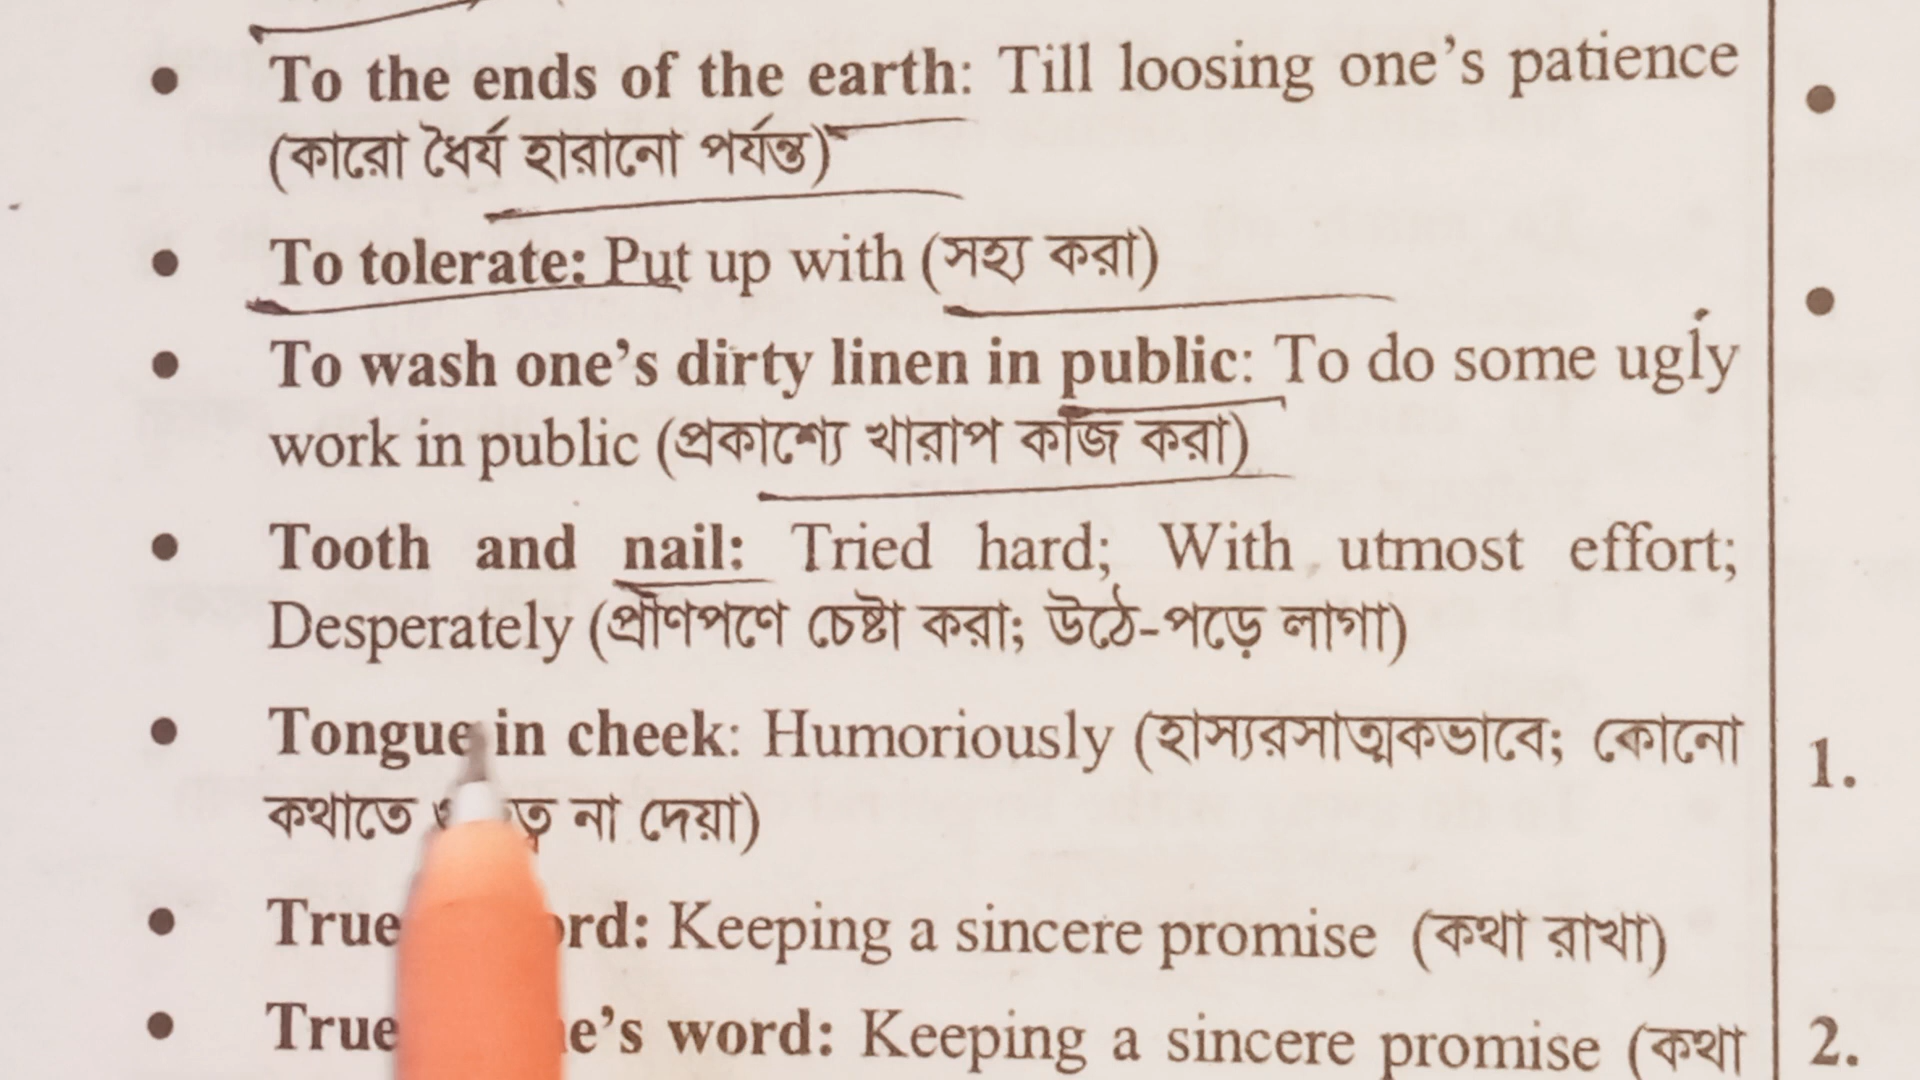 • To the ends of the earth: Till loosing one's patience
(কারো ধৈর্য হারানো পর্যন্ত)
• To tolerate: Put up with (সহ্য করা)
• To wash one's dirty linen in public: To do some ugly
work in public (প্রকাশ্যে খারাপ কাজ করা)
• Tooth and nail: Tried hard; With utmost effort;
Desperately (প্রাণপণে চেষ্টা করা; উঠে-পড়ে লাগা)
• Tongue in cheek: Humoriously (হাস্যরসাত্মকভাবে; কোনো
কথাতে না দেয়া)
• True Keeping a sincere promise (কথা রাখা)
• True word: Keeping a sincere promise (কথা
1.
2.